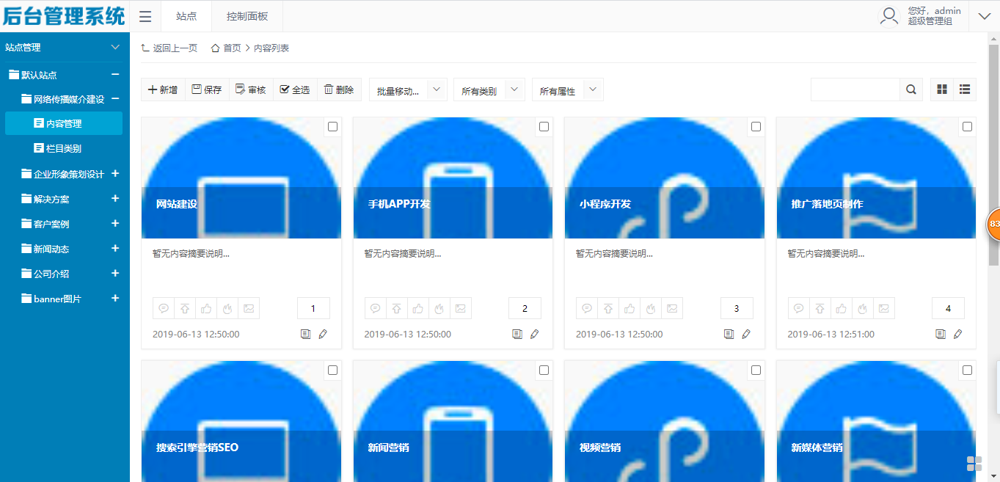 后台管理系统
站点
控制面板
您好，admin
超级管理组
站点管理
默认站点
网络传播媒介建设
内容管理
栏目类别
企业形象策划设计
解决方案
客户案例
新闻动态
公司介绍
banner图片
返回上一页 首页 内容列表
新增 保存 审核 全选 删除 批量移动... 所有类别 所有属性
网站建设
手机APP开发
小程序开发
推广落地页制作
暂无内容摘要说明...
暂无内容摘要说明...
暂无内容摘要说明...
暂无内容摘要说明...
1
2
3
4
2019-06-13 12:50:00
2019-06-13 12:50:00
2019-06-13 12:50:00
2019-06-13 12:51:00
83
搜索引擎营销SEO
新闻营销
视频营销
新媒体营销